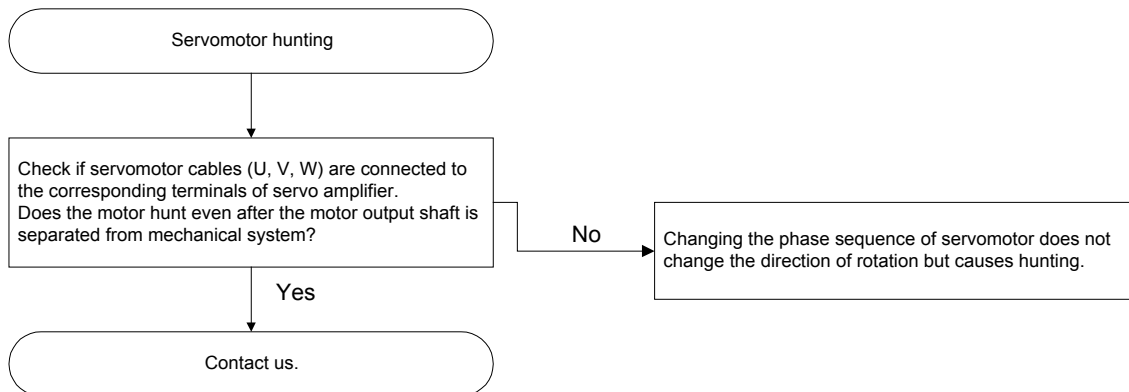 Servomotor hunting
Check if servomotor cables (U, V, W) are connected to
the corresponding terminals of servo amplifier.
Does the motor hunt even after the motor output shaft is
separated from mechanical system?
No
Changing the phase sequence of servomotor does not
change the direction of rotation but causes hunting.
Yes
Contact us.